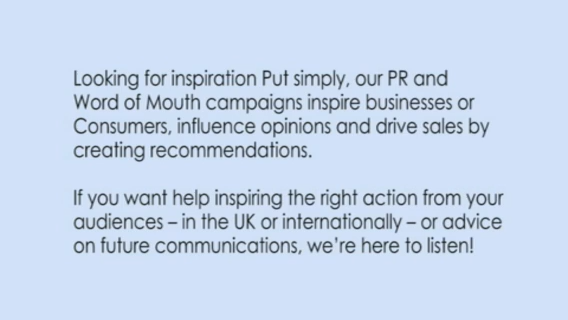 Looking for inspiration Put simply, our PR and
Word of Mouth campaigns inspire businesses or
Consumers, influence opinions and drive sales by
creating recommendations.
If you want help inspiring the right action from your
audiences – in the UK or internationally – or advice
on future communications, we're here to listen!